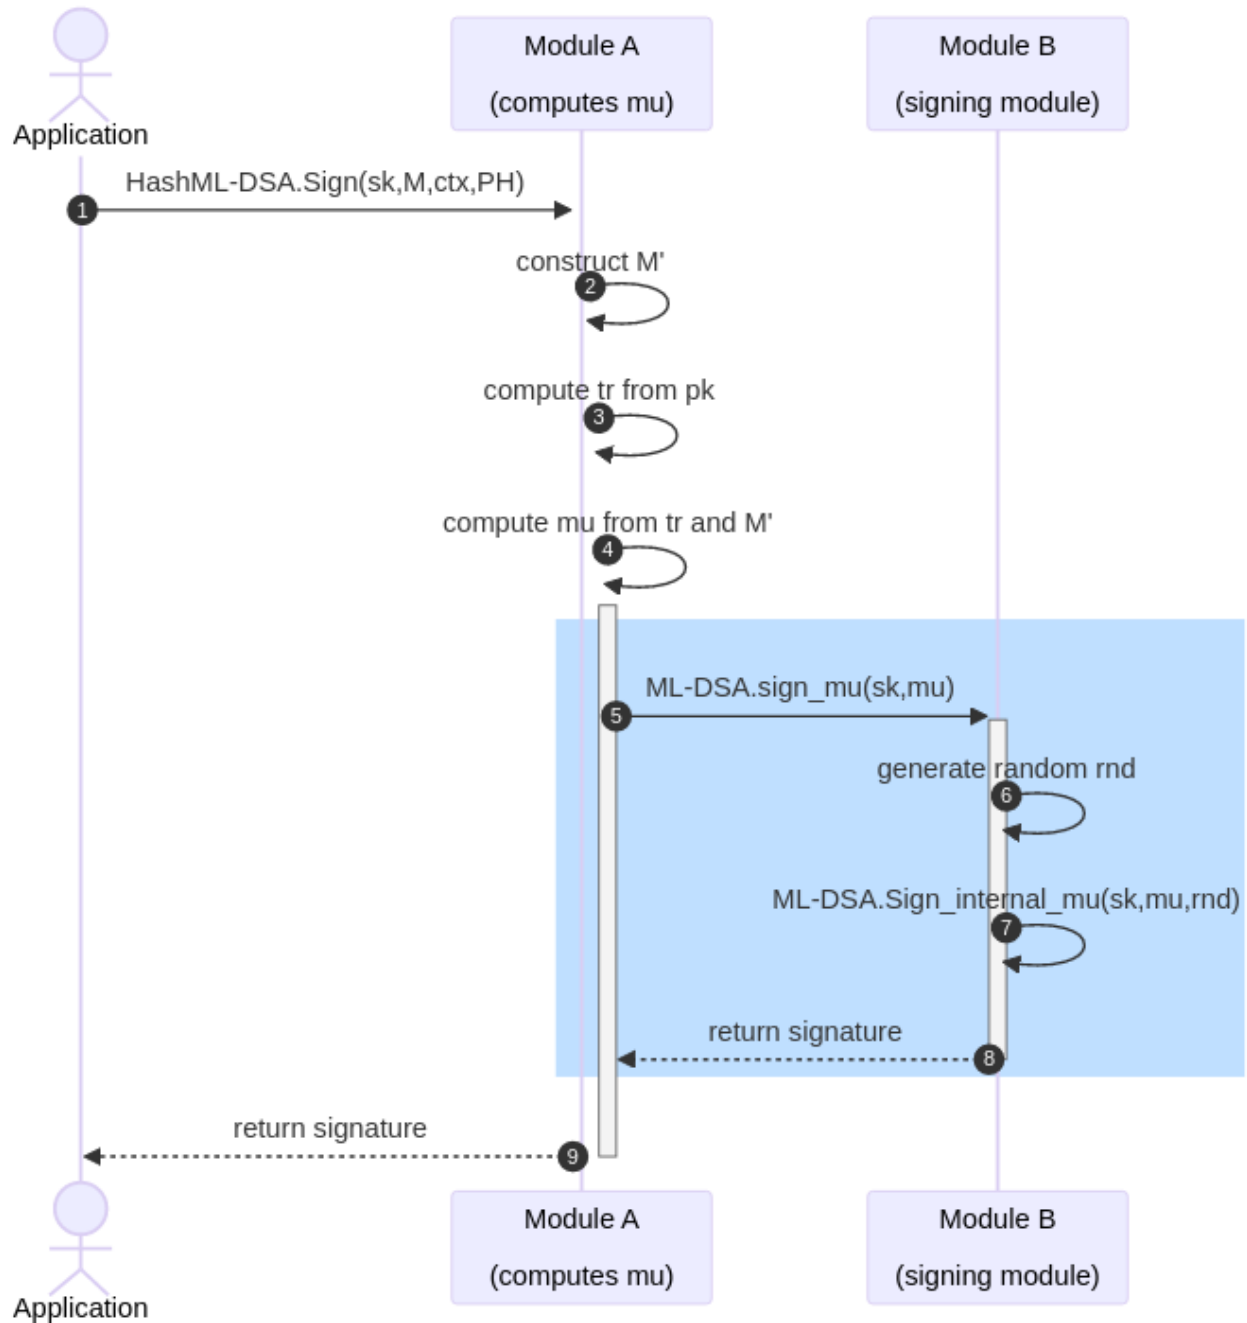 Module A
(computes mu)
Module B
(signing module)
Application
HashML-DSA.Sign(sk,M,ctx,PH)
1
construct M'
2
compute tr from pk
3
compute mu from tr and M'
4
ML-DSA.sign_mu(sk,mu)
5
generate random rnd
6
ML-DSA.Sign_internal_mu(sk,mu,rnd)
7
return signature
8
return signature
9
Module A
(computes mu)
Module B
(signing module)
Application